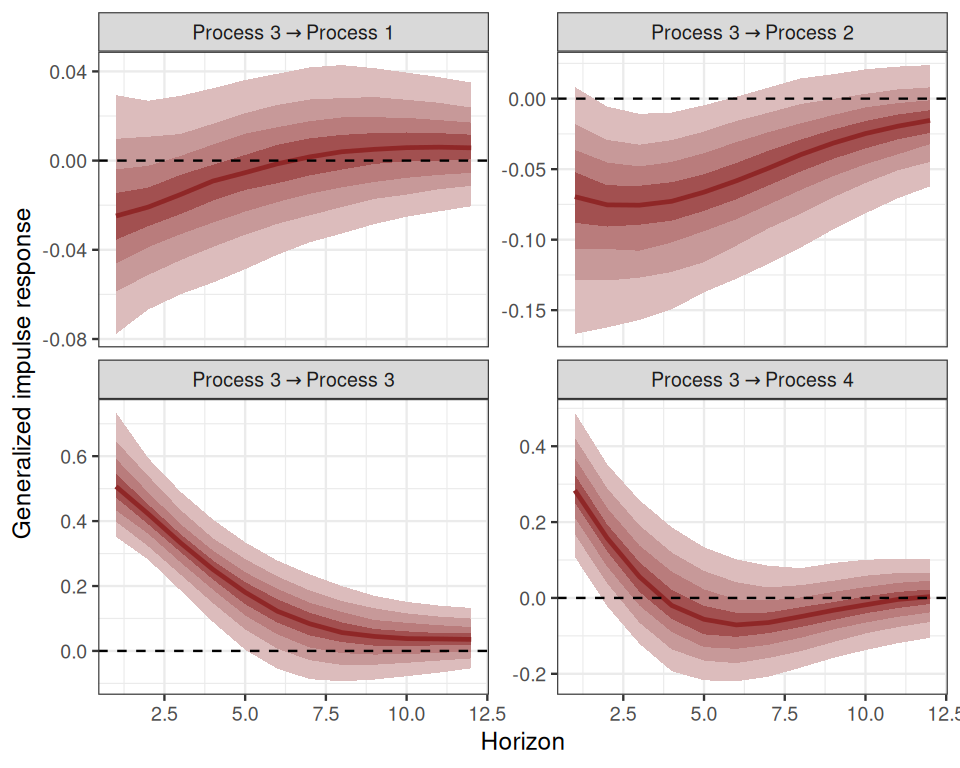 Process 3 → Process 1
Process 3 → Process 2
0.04
0.00
-0.04
-0.08
0.00
-0.05
-0.10
-0.15
Generalized impulse response
Process 3 → Process 3
Process 3 → Process 4
0.6
0.4
0.2
0.0
0.4
0.2
0.0
-0.2
2.5 5.0 7.5 10.0 12.5
2.5 5.0 7.5 10.0 12.5
Horizon